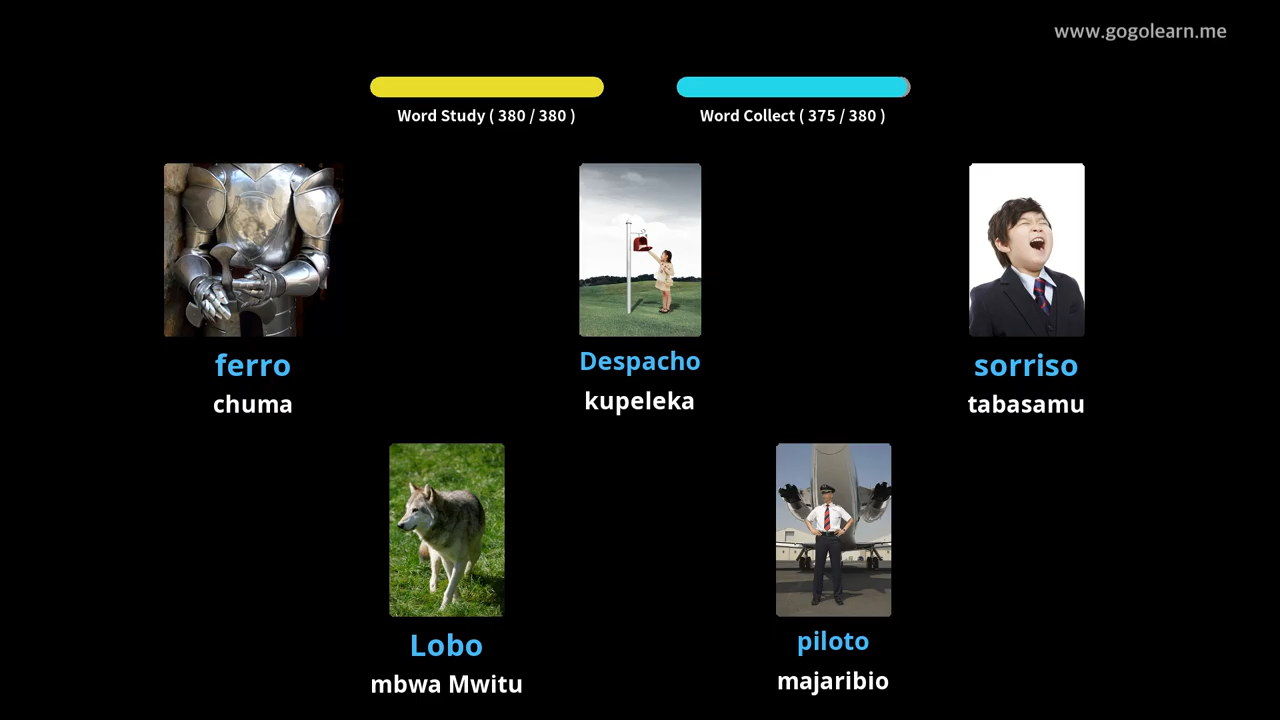 www.gogolearn.me
Word Study ( 380 / 380 )
Word Collect ( 375 / 380 )
ferro
chuma
Despacho
kupeleka
sorriso
tabasamu
Lobo
mbwa Mwitu
piloto
majaribio